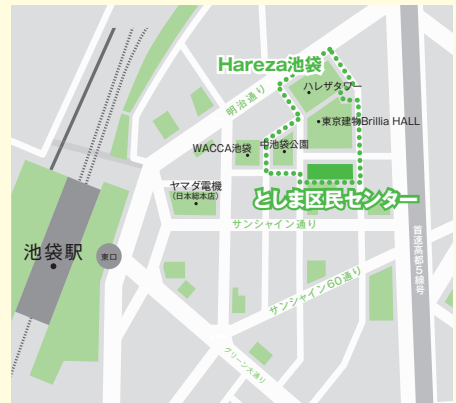 Hareza池袋
ハレザタワー
明治通り
東京建物Brillia HALL
WACCA池袋
中池袋公園
ヤマダ電機
(日本総本店)
としま区民センター
サンシャイン通り
池袋駅
東口
首速高都5線号
サンシャイン60通り
グリーン大通り